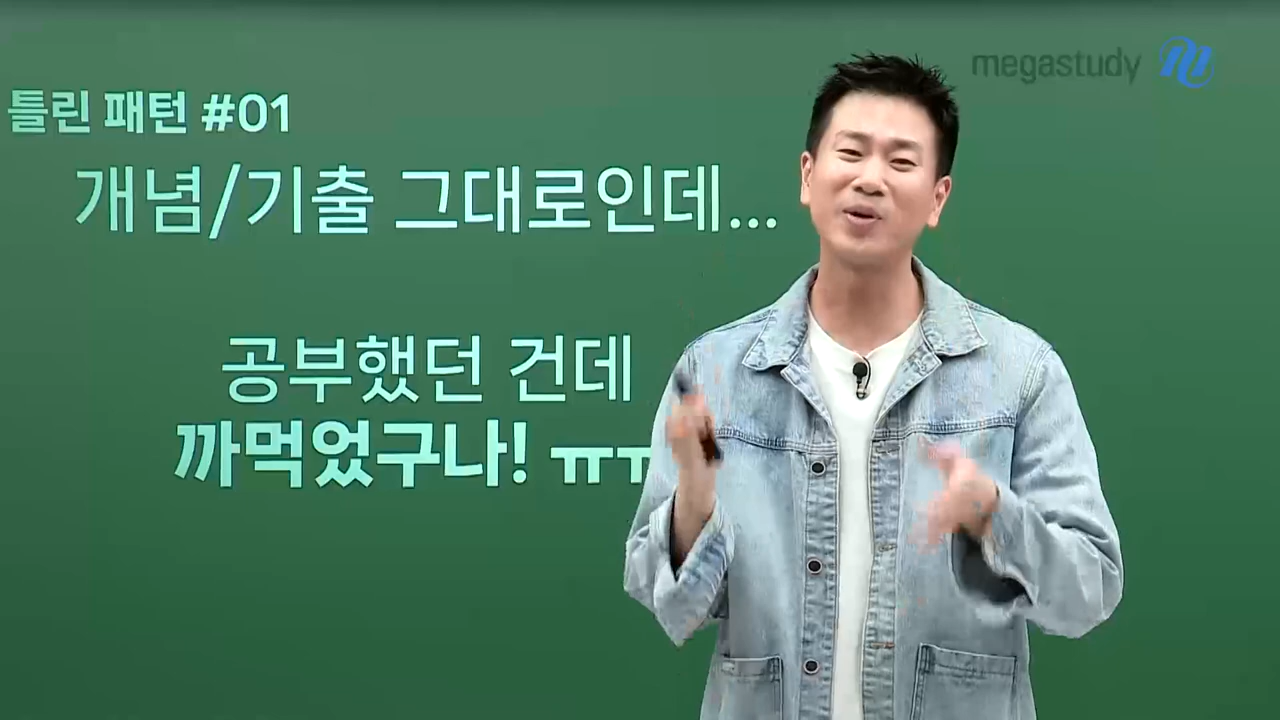 megastudy
틀린 패턴 #01
개념/기출 그대로인데...
공부했던 건데
까먹었구나! ㅠㅠ